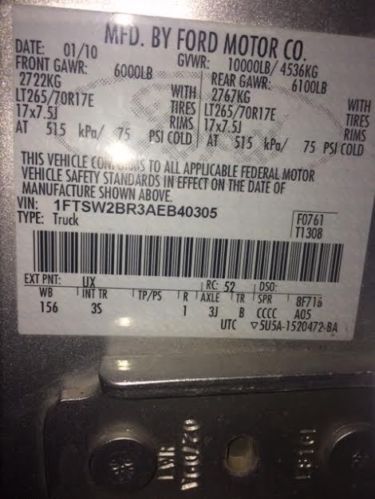 MFD. BY FORD MOTOR CO.
DATE: 01/10 GVWR: 10000LB/ 4536KG
FRONT GAWR: 6000LB REAR GAWR: 6100LB
2722KG WITH 2767KG WITH
LT265/70R17E TIRES LT265/70R17E TIRES
17x7.5J RIMS 17x7.5J RIMS
AT 515 kPa/ 75 PSI COLD AT 515 kPa/ 75 PSI COLD
THIS VEHICLE CONFORMS TO ALL APPLICABLE FEDERAL MOTOR
VEHICLE SAFETY STANDARDS IN EFFECT ON THE DATE OF
MANUFACTURE SHOWN ABOVE.
VIN: 1FTSW2BR3AEB40305
TYPE: Truck
F0761
T1308
EXT PNT: UX RC: 52 DSO:
WB INT TR TP/PS R AXLE TR SPR 8F716
156 3S 1 3J B CCCC A05
UTC ▽5U5A-1520472-BA